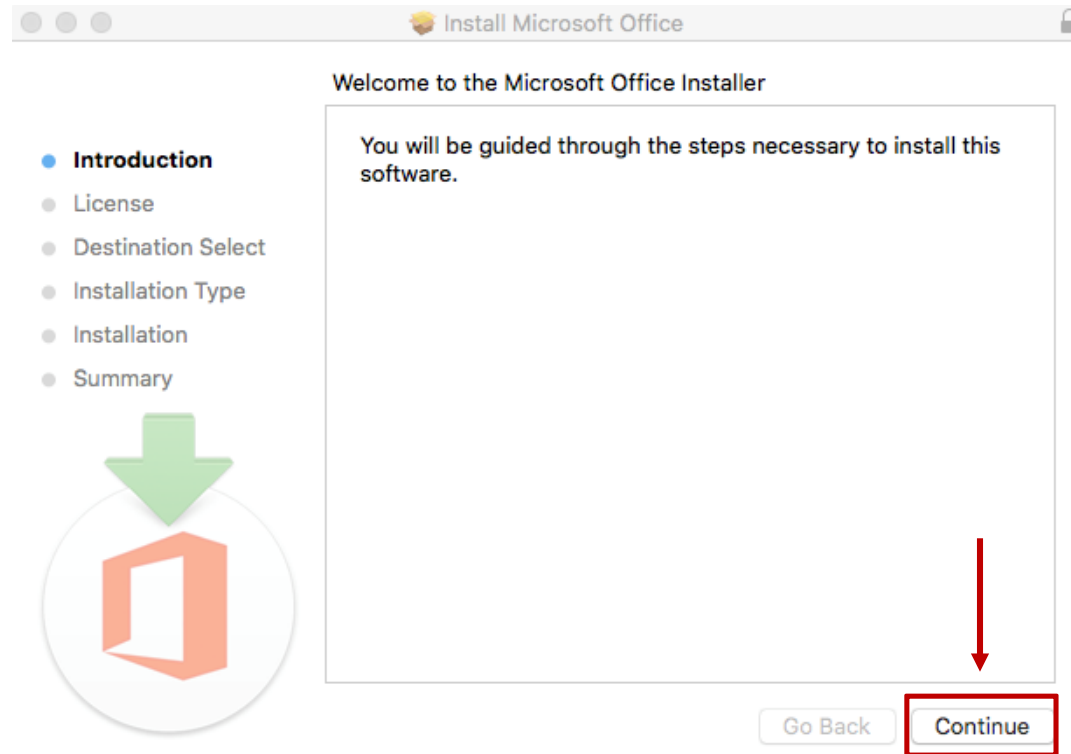 Install Microsoft Office
Welcome to the Microsoft Office Installer
Introduction
License
Destination Select
Installation Type
Installation
Summary
You will be guided through the steps necessary to install this
software.
Go Back
Continue